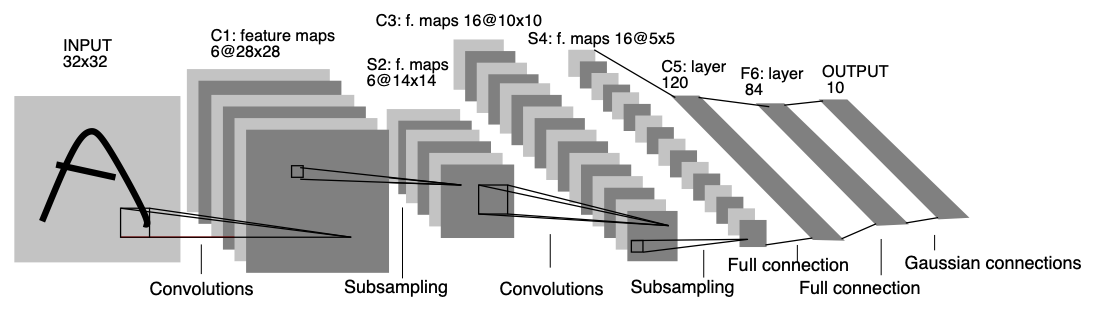 INPUT
32x32
C1: feature maps
6@28x28
S2: f. maps
6@14x14
C3: f. maps 16@10x10
S4: f. maps 16@5x5
C5: layer
120
F6: layer
84
OUTPUT
10
Convolutions
Subsampling
Convolutions
Subsampling
Full connection
Full connection
Gaussian connections